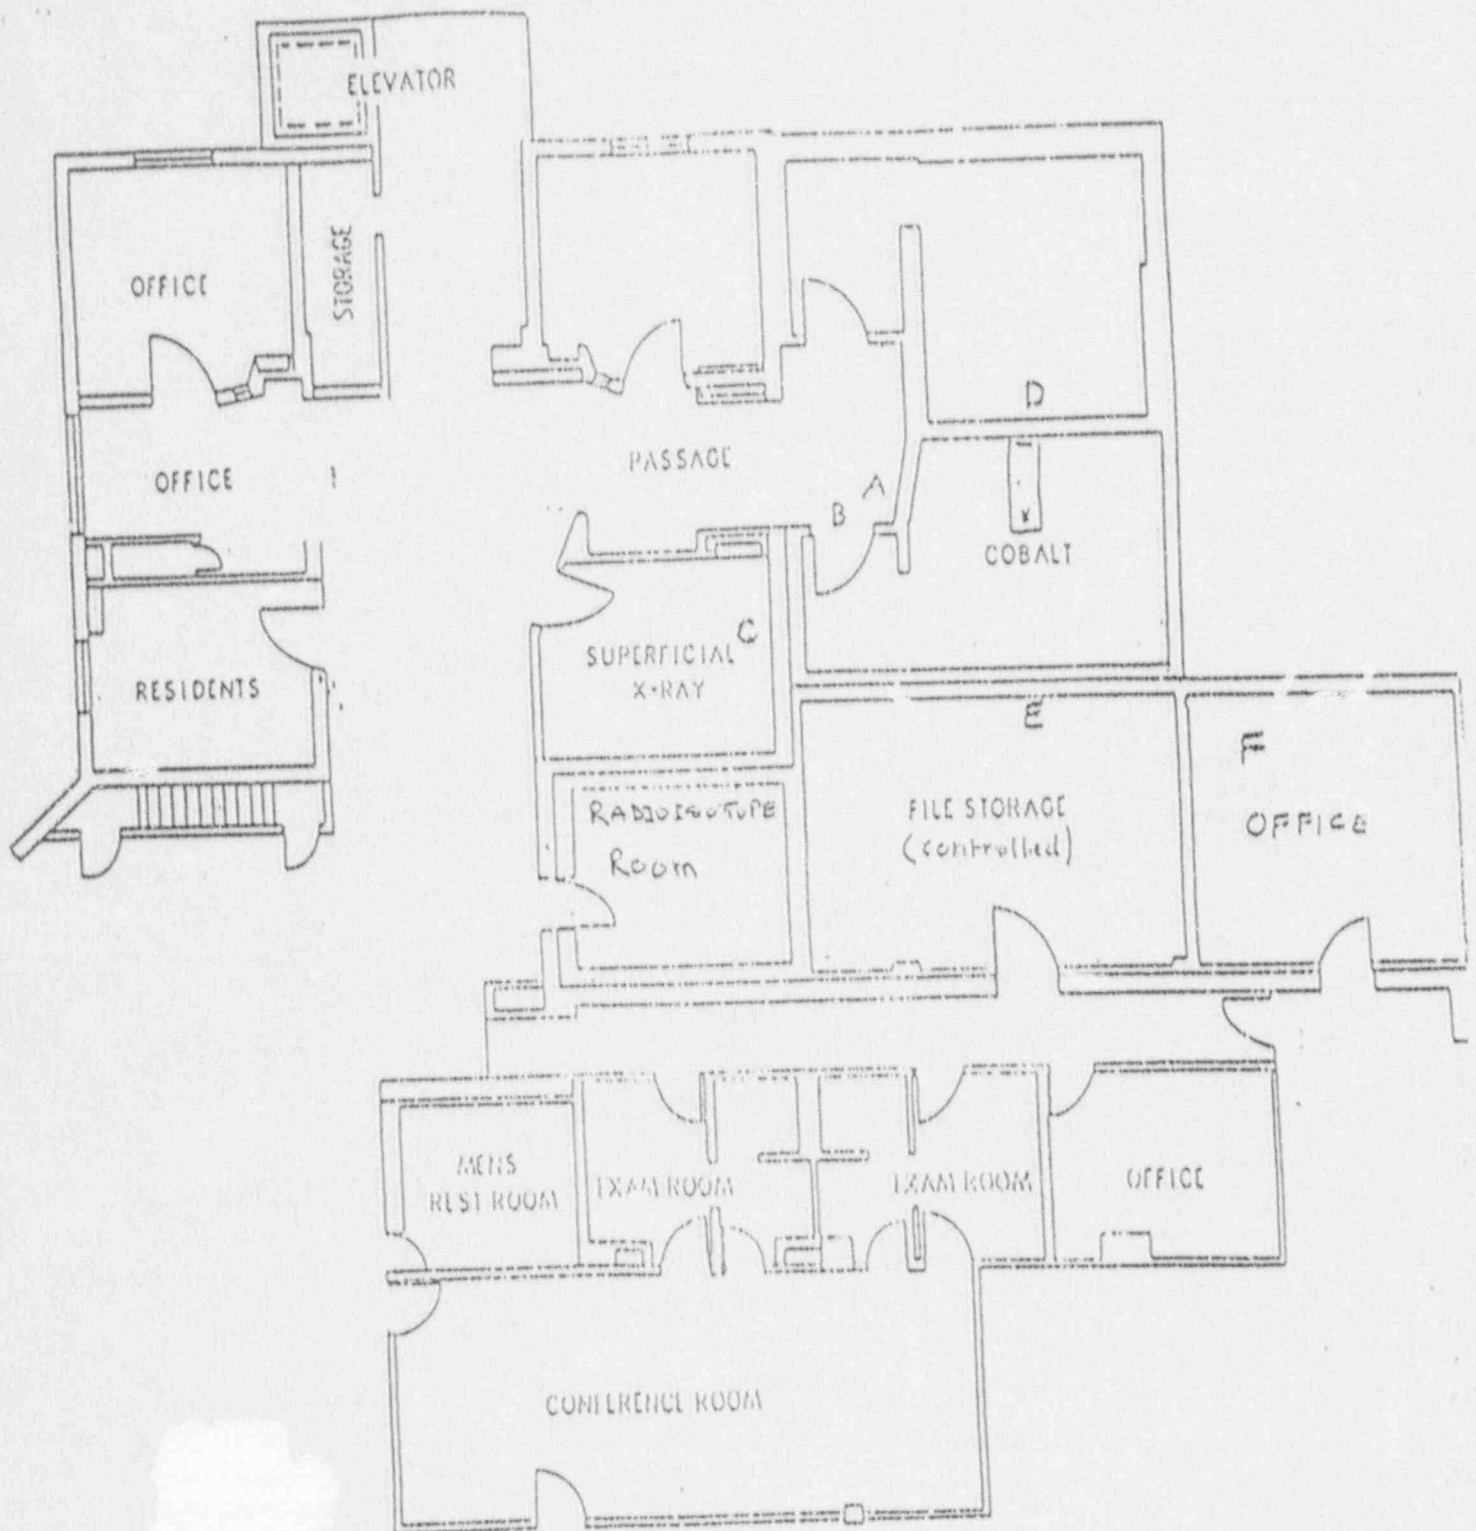 ELEVATOR
OFFICE
STORAGE
D
PASSAGE
OFFICE
A
B
COBALT
C
SUPERFICIAL
X-RAY
RESIDENTS
E
F
RADIOISOTOPE
Room
FILE STORAGE
(controlled)
OFFICE
MENS
REST ROOM
EXAM ROOM
EXAM ROOM
OFFICE
CONFERENCE ROOM